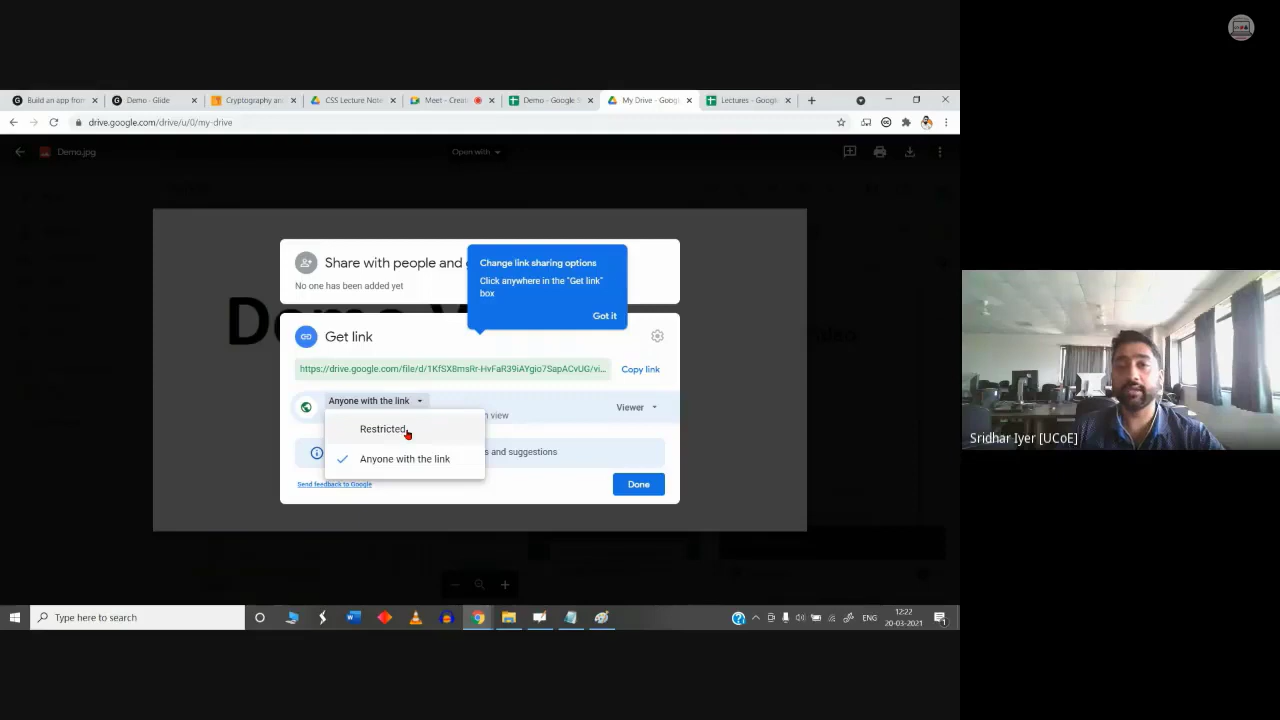 Build an app from
Demo - Glide
Cryptography an
CSS Lecture Note
Meet - Creat
Demo - Google S
My Drive - Goog
Lectures - Googl
drive.google.com/drive/u/0/my-drive
Demo.jpg
Open with
Share with people and
No one has been added yet
Change link sharing options
Click anywhere in the "Get link"
box
Got it
Get link
https://drive.google.com/file/d/1KfSX8msRr-HvFaR39iAYgio7SapACvUG/vi...
Copy link
Anyone with the link
n view
Viewer
Restricted
s and suggestions
Anyone with the link
Send feedback to Google
Done
Sridhar Iyer [UCoE]
Type here to search
ENG
12:22
20-03-2021